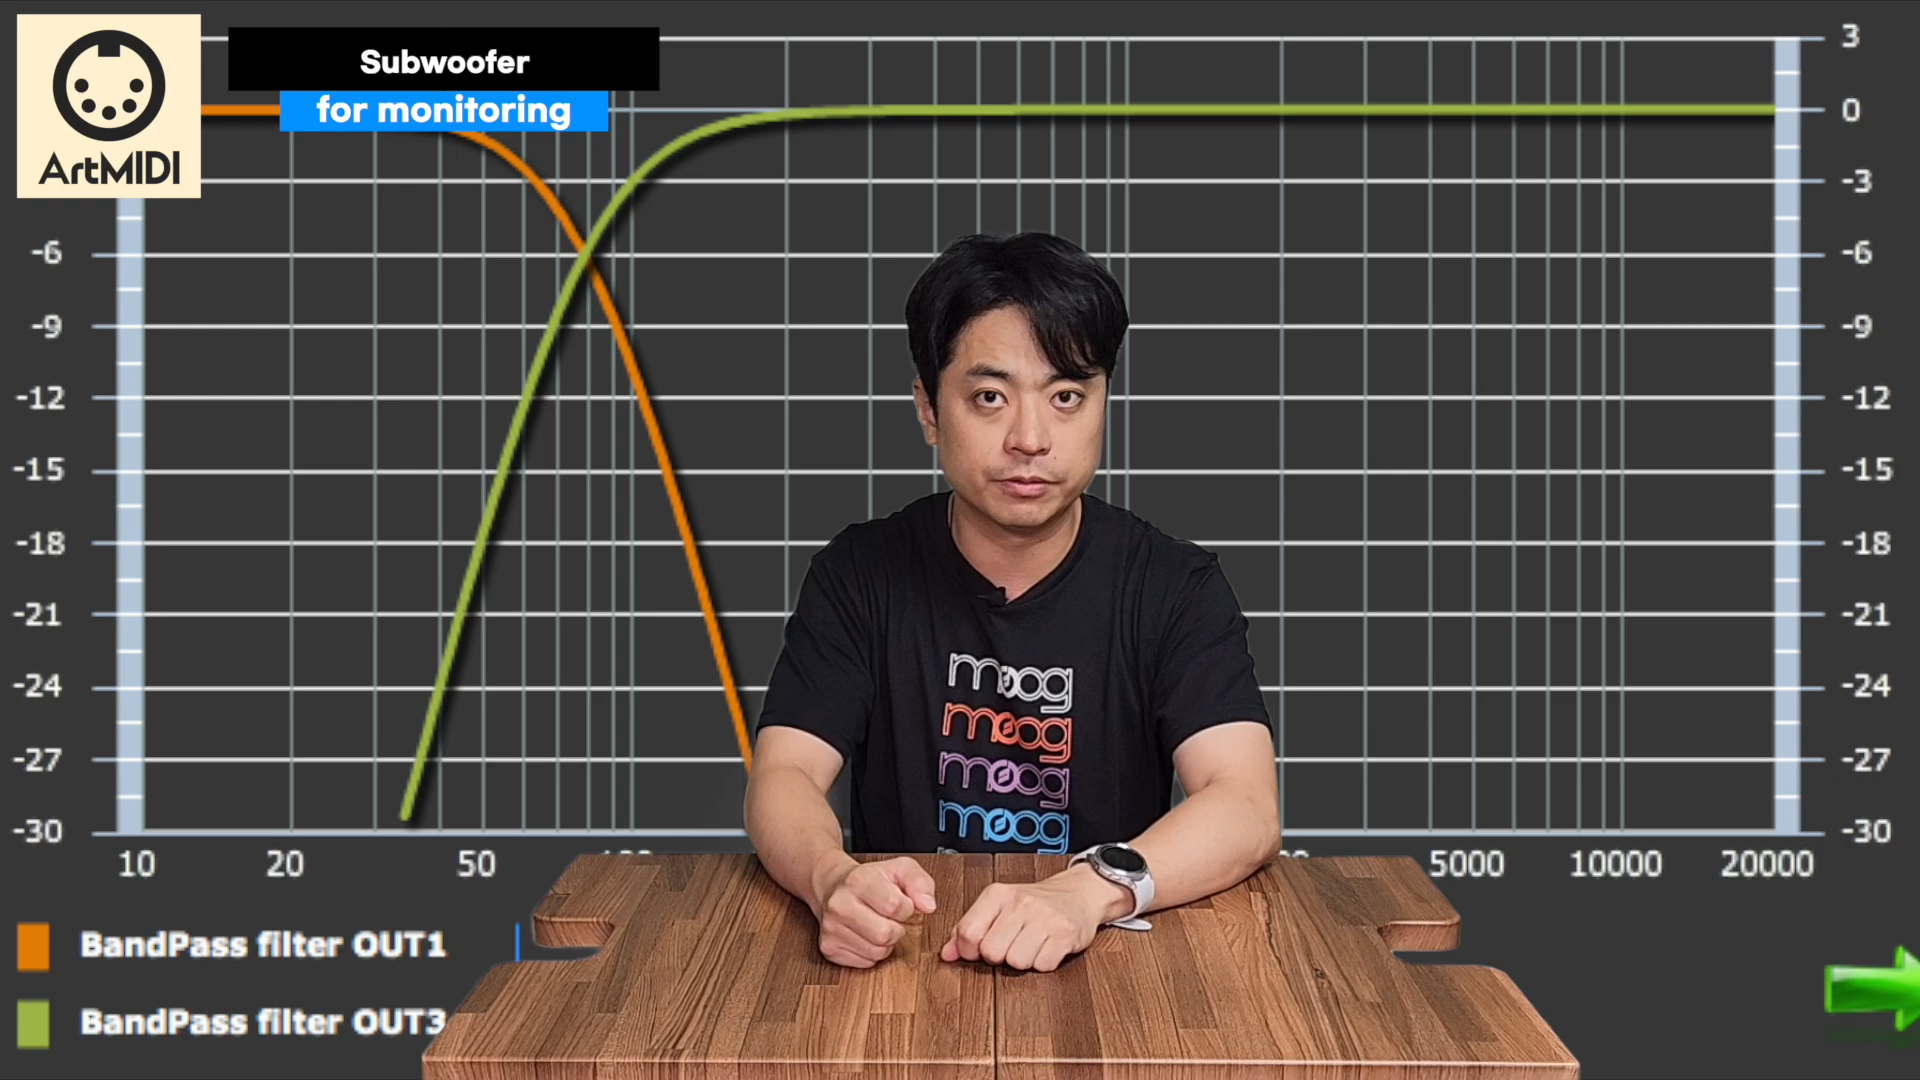 ArtMIDI
Subwoofer
for monitoring
3
0
-3
-6 -6
-9 -9
-12 -12
-15 -15
-18 -18
-21 -21
-24 -24
-27 -27
-30 -30
10 20 50 5000 10000 20000
moog
moog
moog
moog
BandPass filter OUT1
BandPass filter OUT3